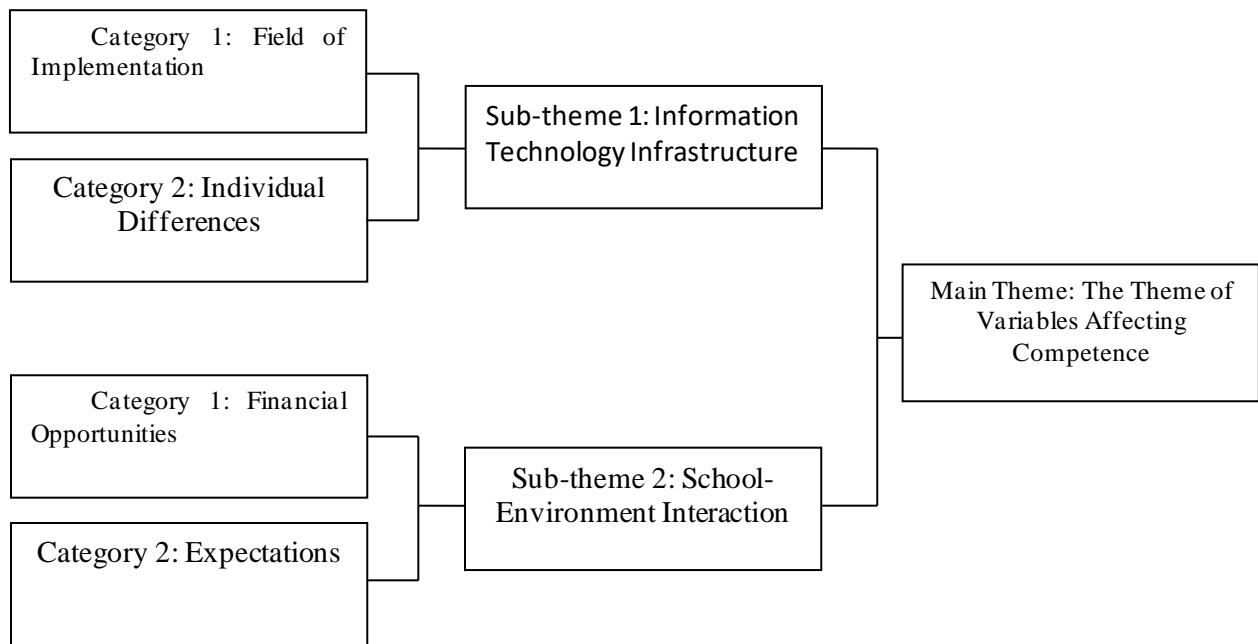 Category 1: Field of
Implementation
Category 2: Individual
Differences
Sub-theme 1: Information
Technology Infrastructure
Main Theme: The Theme of
Variables Affecting
Competence
Category 1: Financial
Opportunities
Category 2: Expectations
Sub-theme 2: School-
Environment Interaction